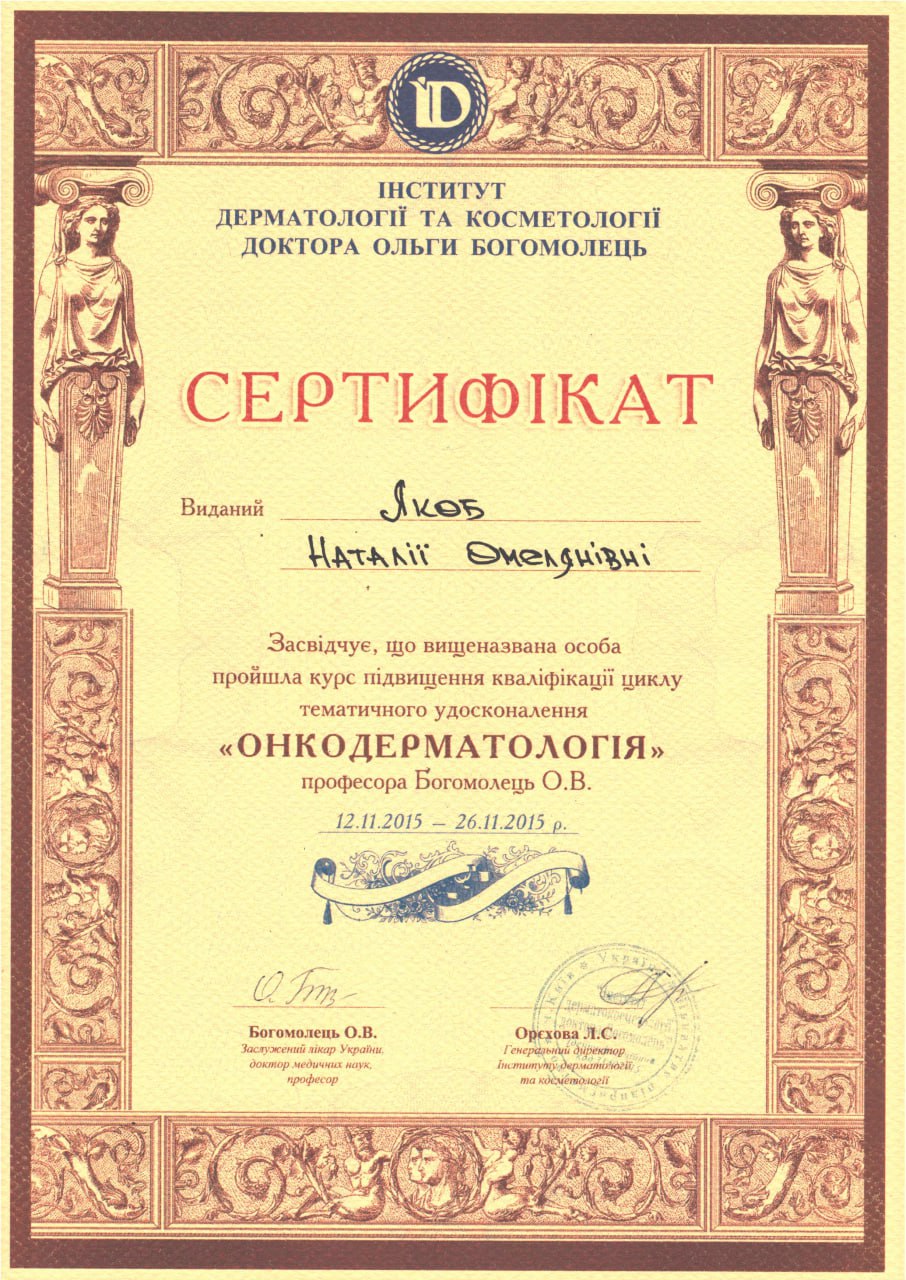 ID
ІНСТИТУТ
ДЕРМАТОЛОГІЇ ТА КОСМЕТОЛОГІЇ
ДОКТОРА ОЛЬГИ БОГОМОЛЕЦЬ
СЕРТИФІКАТ
Виданий Якоб
Наталії Омелянівні
Засвідчує, що вищеназвана особа
пройшла курс підвищення кваліфікації циклу
тематичного удосконалення
«ОНКОДЕРМАТОЛОГІЯ»
професора Богомолець О.В.
12.11.2015 – 26.11.2015 р.
Богомолець О.В.
Заслужений лікар України,
доктор медичних наук,
професор
Орєхова Л.С.
Генеральний директор
Інституту дерматології
та косметології